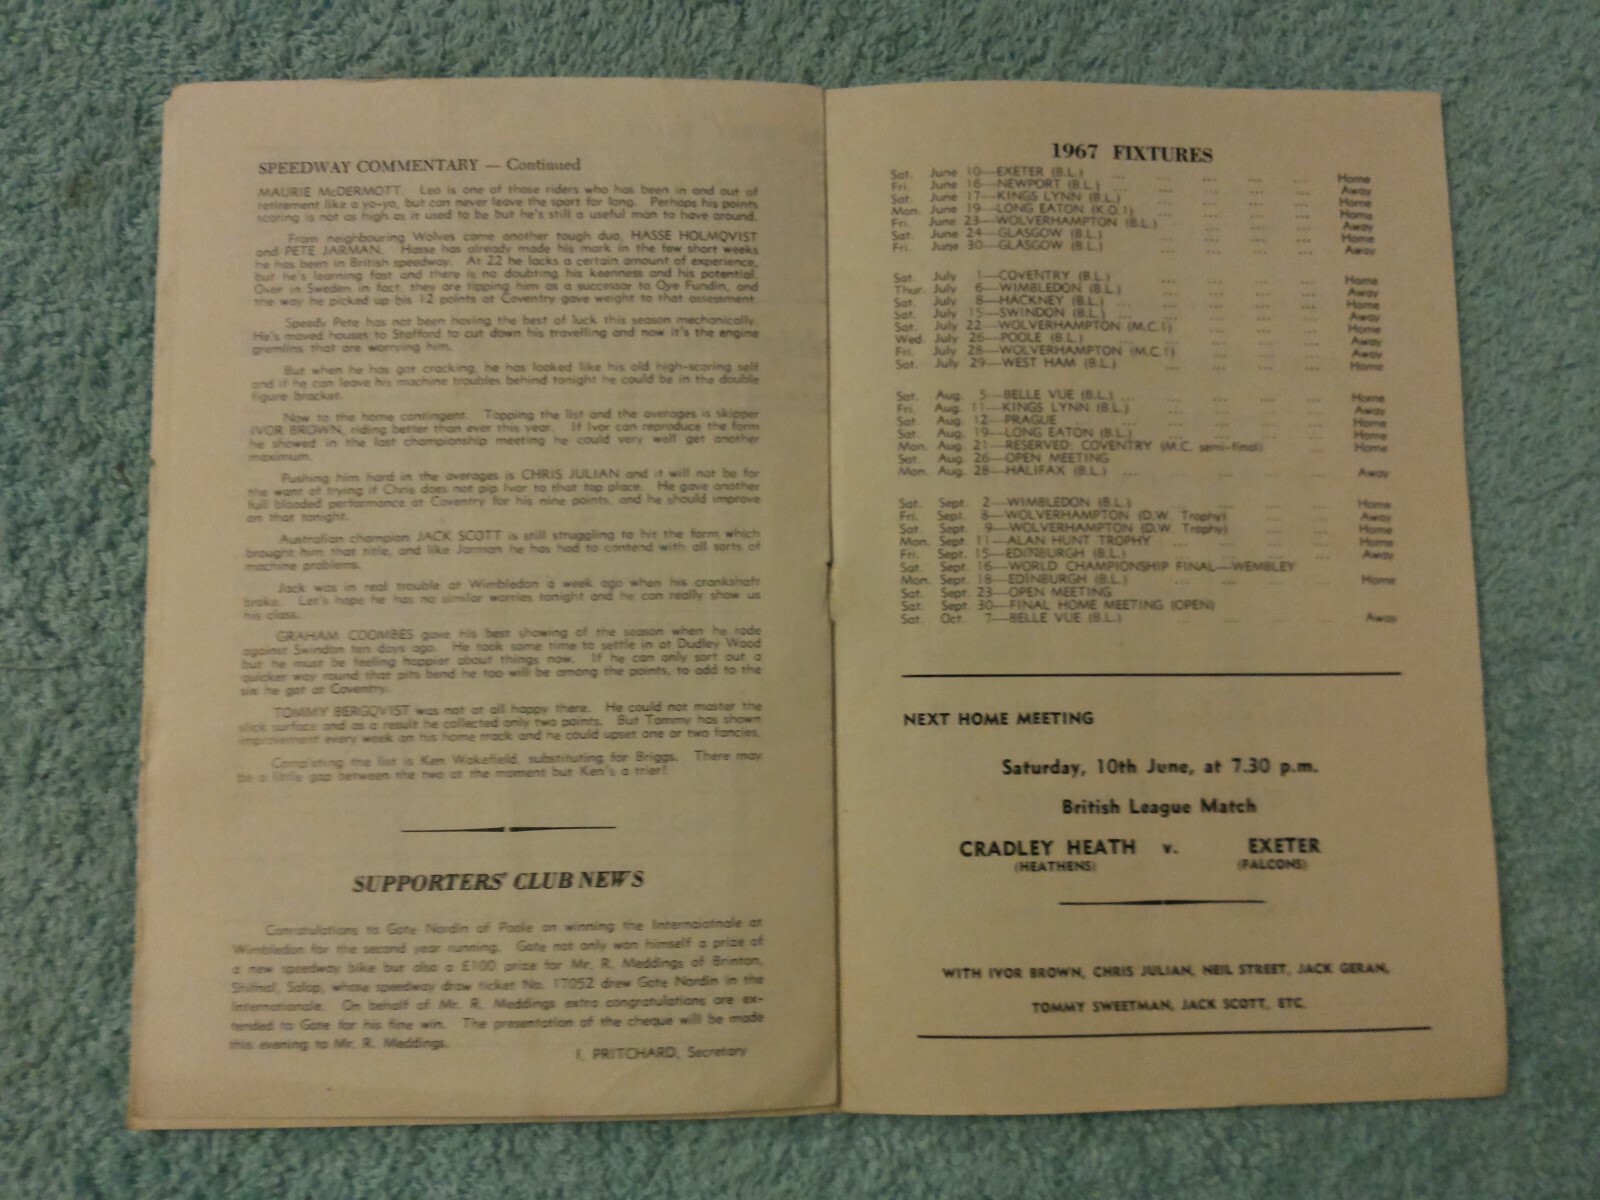 SPEEDWAY COMMENTARY — Continued
MAURIE McDERMOTT. Leo is one of those riders who has been in and out of
retirement like a yo-yo, but can never leave the sport for long. Perhaps his points
scoring is not as high as it used to be but he's still a useful man to have around.
From neighbouring Wolves come another tough duo, HASSE HOLMQVIST
and PETE JARMAN. Hasse has already made his mark in the few short weeks
he has been in British speedway. At 22 he lacks a certain amount of experience,
but he's learning fast and there is no doubting his keenness and his potential.
Over in Sweden in fact, they are tipping him as a successor to Ove Fundin, and
the way he picked up his 12 points at Coventry gave weight to that assessment.
Speedy Pete has not been having the best of luck this season mechanically.
He's moved houses to Stafford to cut down his travelling and now it's the engine
gremlins that are worrying him.
But when he has got cracking, he has looked like his old high-scoring self
and if he can leave his machine troubles behind tonight he could be in the double
figure bracket.
Now to the home contingent. Topping the list and the averages is skipper
IVOR BROWN, riding better than ever this year. If Ivor can reproduce the form
he showed in the last championship meeting he could very well get another
maximum.
Pushing him hard in the averages is CHRIS JULIAN and it will not be for
the want of trying if Chris does not pip Ivor to that top place. He gave another
full blooded performance at Coventry for his nine points, and he should improve
on that tonight.
Australian champion JACK SCOTT is still struggling to hit the form which
brought him that title, and like Jarman he has had to contend with all sorts of
machine problems.
Jack was in real trouble at Wimbledon a week ago when his crankshaft
broke. Let's hope he has no similar worries tonight and he can really show us
his class.
GRAHAM COOMBES gave his best showing of the season when he rode
against Swindon ten days ago. He took some time to settle in at Dudley Wood
but he must be feeling happier about things now. If he can only sort out a
quicker way round that pits bend he too will be among the points, to add to the
six he got at Coventry.
TOMMY BERGQVIST was not at all happy there. He could not master the
slick surface and as a result he collected only two points. But Tommy has shown
improvement every week on his home track and he could upset one or two fancies.
Completing the list is Ken Wakefield, substituting for Briggs. There may
be a little gap between the two at the moment but Ken's a trier!
SUPPORTERS' CLUB NEWS
Conratulations to Gote Nordin of Poole on winning the Internaiotnale at
Wimbledon for the second year running. Gote not only won himself a prize of
a new speedway bike but also a £100 prize for Mr. R. Meddings of Brinton,
Shifnal, Salop, whose speedway draw ticket No. 17052 drew Gote Nordin in the
Internationale. On behalf of Mr. R. Meddings extra congratulations are ex-
tended to Gote for his fine win. The presentation of the cheque will be made
this evening to Mr. R. Meddings.
I. PRITCHARD, Secretary
1967 FIXTURES
Sat. June 10—EXETER (B.L.) ... ... ... ... ... Home
Fri. June 16—NEWPORT (B.L.) ... ... ... ... ... Away
Sat. June 17—KINGS LYNN (B.L.) ... ... ... ... Home
Mon. June 19—LONG EATON (K.O.1) ... ... ... ... Home
Fri. June 23—WOLVERHAMPTON (B.L.) ... ... ... ... Away
Sat. June 24—GLASGOW (B.L.) ... ... ... ... ... Home
Fri. June 30—GLASGOW (B.L.) ... ... ... ... ... Away
Sat. July 1—COVENTRY (B.L.) ... ... ... ... Home
Thur. July 6—WIMBLEDON (B.L.) ... ... ... ... Away
Sat. July 8—HACKNEY (B.L.) ... ... ... ... ... Home
Sat. July 15—SWINDON (B.L.) ... ... ... ... ... Away
Sat. July 22—WOLVERHAMPTON (M.C.1) ... ... ... Home
Wed. July 26—POOLE (B.L.) ... ... ... ... ... Away
Fri. July 28—WOLVERHAMPTON (M.C.1) ... ... ... Away
Sat. July 29—WEST HAM (B.L.) ... ... ... ... Home
Sat. Aug. 5—BELLE VUE (B.L.) ... ... ... ... ... Home
Fri. Aug. 11—KINGS LYNN (B.L.) ... ... ... ... Away
Sat. Aug. 12—PRAGUE ... ... ... ... ... Home
Sat. Aug. 19—LONG EATON (B.L.) ... ... ... ... Home
Mon. Aug. 21—RESERVED: COVENTRY (M.C. semi-final) ... Home
Sat. Aug. 26—OPEN MEETING
Mon. Aug. 28—HALIFAX (B.L.) ... ... ... ... ... Away
Sat. Sept. 2—WIMBLEDON (B.L.) ... ... ... ... Home
Fri. Sept. 8—WOLVERHAMPTON (D.W. Trophy) ... ... Away
Sat. Sept. 9—WOLVERHAMPTON (D.W. Trophy) ... ... Home
Mon. Sept. 11—ALAN HUNT TROPHY ... ... ... ... Home
Fri. Sept. 15—EDINBURGH (B.L.) ... ... ... ... Away
Sat. Sept. 16—WORLD CHAMPIONSHIP FINAL—WEMBLEY
Mon. Sept. 18—EDINBURGH (B.L.) ... ... ... ... Home
Sat. Sept. 23—OPEN MEETING
Sat. Sept. 30—FINAL HOME MEETING (OPEN)
Sat. Oct. 7—BELLE VUE (B.L.) ... ... ... ... Away
NEXT HOME MEETING
Saturday, 10th June, at 7.30 p.m.
British League Match
CRADLEY HEATH v. EXETER
(HEATHENS) (FALCONS)
WITH IVOR BROWN, CHRIS JULIAN, NEIL STREET, JACK GERAN,
TOMMY SWEETMAN, JACK SCOTT, ETC.